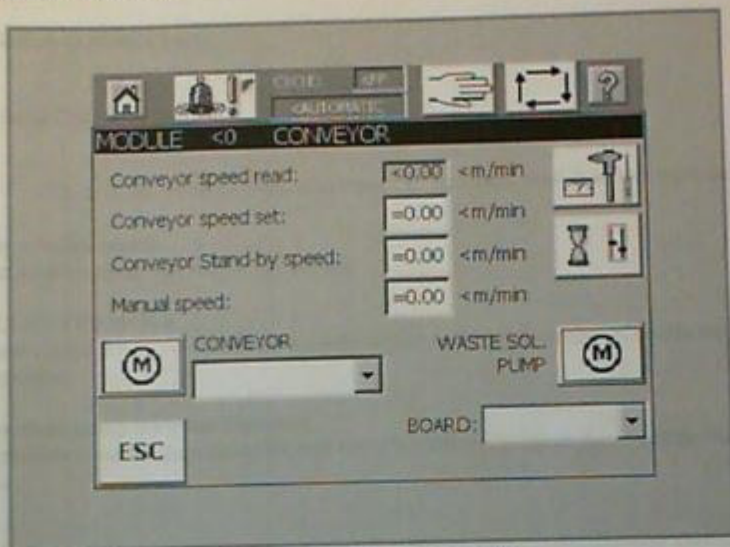 <AUTOMATIC
?
MODULE <0 CONVEYOR
Conveyor speed read: <0.00 <m/min
Conveyor speed set: =0.00 <m/min
Conveyor Stand-by speed: =0.00 <m/min
Manual speed: =0.00 <m/min
M CONVEYOR
WASTE SOL. PUMP M
BOARD:
ESC